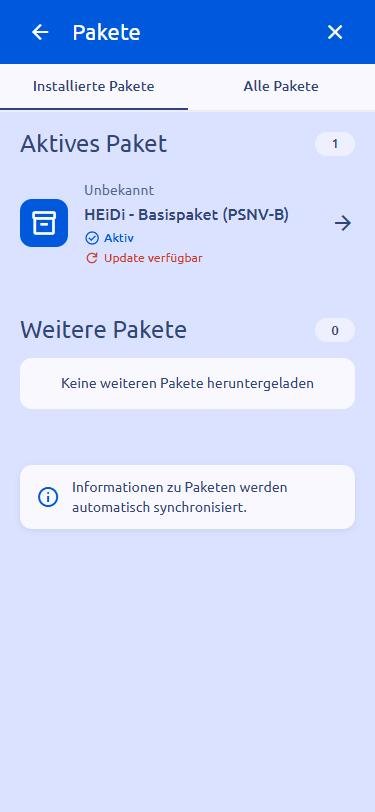 Pakete
Installierte Pakete
Alle Pakete
Aktives Paket
1
Unbekannt
HEiDi - Basispaket (PSNV-B)
Aktiv
Update verfügbar
Weitere Pakete
0
Keine weiteren Pakete heruntergeladen
Informationen zu Paketen werden
automatisch synchronisiert.